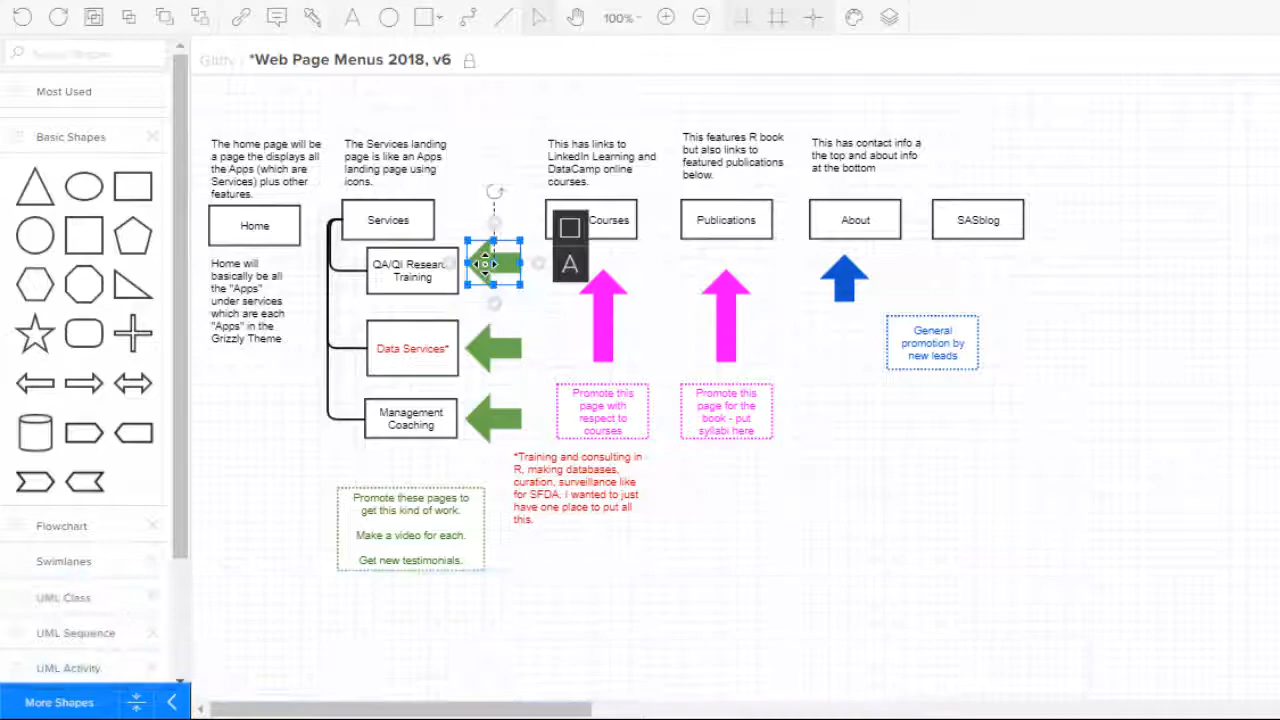 100%
Gliffy
*Web Page Menus 2018, v6
Most Used
Basic Shapes
Flowchart
Swimlanes
UML Class
UML Sequence
UML Activity
More Shapes
The home page will be
a page the displays all
the Apps (which are
Services) plus other
features.
Home
Home will
basically be all
the "Apps"
under services
which are each
"Apps" in the
Grizzly Theme
The Services landing
page is like an Apps
landing page using
icons.
Services
QA/QI
Training
Data Services*
Management
Coaching
Promote these pages to
get this kind of work.
Make a video for each.
Get new testimonials.
This has links to
LinkedIn Learning and
DataCamp online
courses.
Courses
A
Promote this
page with
respect to
courses
*Training and consulting in
R, making databases,
curation, surveillance like
for SFDA. I wanted to just
have one place to put all
this.
This features R book
but also links to
featured publications
below.
Publications
Promote this
page for the
book - put
syllabi here
This has contact info a
the top and about info
at the bottom
About
General
promotion by
new leads
SASblog